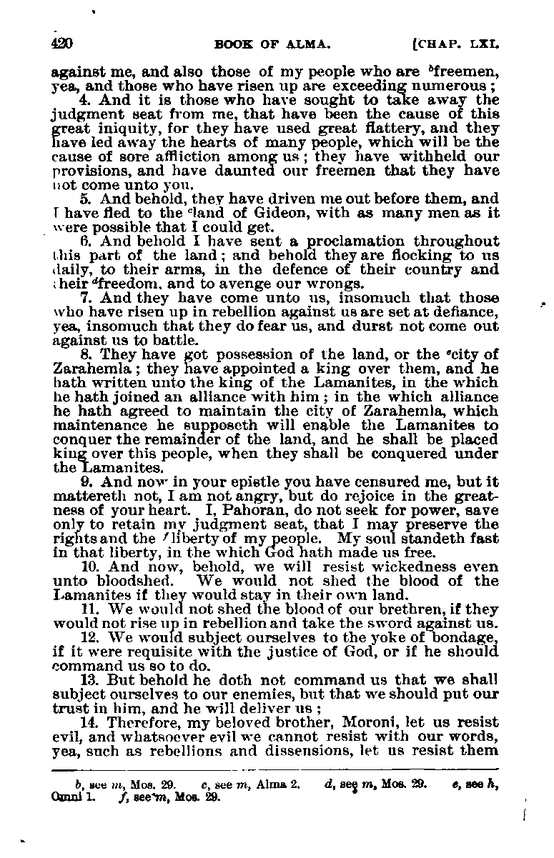 420 BOOK OF ALMA. [CHAP. LXI.
against me, and also those of my people who are ᵇfreemen,
yea, and those who have risen up are exceeding numerous ;
4. And it is those who have sought to take away the
judgment seat from me, that have been the cause of this
great iniquity, for they have used great flattery, and they
have led away the hearts of many people, which will be the
cause of sore affliction among us ; they have withheld our
provisions, and have daunted our freemen that they have
not come unto you.
5. And behold, they have driven me out before them, and
I have fled to the ᶜland of Gideon, with as many men as it
were possible that I could get.
6. And behold I have sent a proclamation throughout
this part of the land ; and behold they are flocking to us
daily, to their arms, in the defence of their country and
their ᵈfreedom, and to avenge our wrongs.
7. And they have come unto us, insomuch that those
who have risen up in rebellion against us are set at defiance,
yea, insomuch that they do fear us, and durst not come out
against us to battle.
8. They have got possession of the land, or the ᵉcity of
Zarahemla ; they have appointed a king over them, and he
hath written unto the king of the Lamanites, in the which
he hath joined an alliance with him ; in the which alliance
he hath agreed to maintain the city of Zarahemla, which
maintenance he supposeth will enable the Lamanites to
conquer the remainder of the land, and he shall be placed
king over this people, when they shall be conquered under
the Lamanites.
9. And now in your epistle you have censured me, but it
mattereth not, I am not angry, but do rejoice in the great-
ness of your heart. I, Pahoran, do not seek for power, save
only to retain my judgment seat, that I may preserve the
rights and the ᶠliberty of my people. My soul standeth fast
in that liberty, in the which God hath made us free.
10. And now, behold, we will resist wickedness even
unto bloodshed. We would not shed the blood of the
Lamanites if they would stay in their own land.
11. We would not shed the blood of our brethren, if they
would not rise up in rebellion and take the sword against us.
12. We would subject ourselves to the yoke of bondage,
if it were requisite with the justice of God, or if he should
command us so to do.
13. But behold he doth not command us that we shall
subject ourselves to our enemies, but that we should put our
trust in him, and he will deliver us ;
14. Therefore, my beloved brother, Moroni, let us resist
evil, and whatsoever evil we cannot resist with our words,
yea, such as rebellions and dissensions, let us resist them
b, see m, Mos. 29. c, see m, Alma 2. d, see m, Mos. 29. e, see h,
Omni 1. f, see m, Mos. 29.